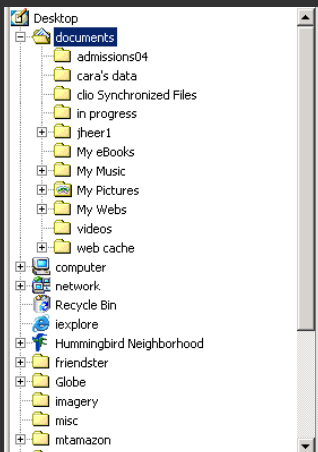 Desktop
documents
admissions04
cara's data
clio Synchronized Files
in progress
jheer1
My eBooks
My Music
My Pictures
My Webs
videos
web cache
computer
network
Recycle Bin
iexplore
Hummingbird Neighborhood
friendster
Globe
imagery
misc
mtamazon